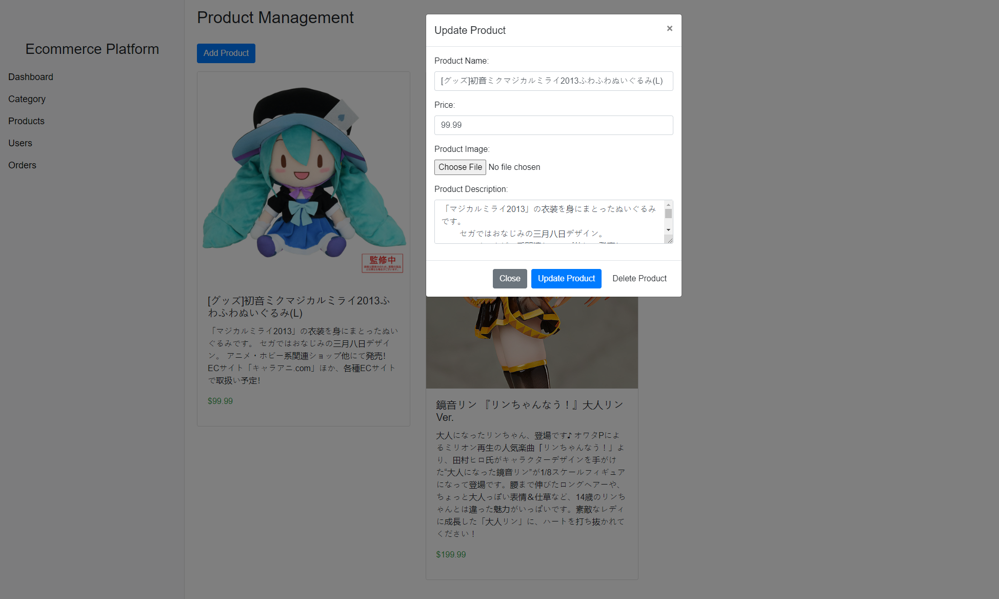 Product Management
Ecommerce Platform
Dashboard
Category
Products
Users
Orders
Add Product
監修中
[グッズ]初音ミクマジカルミライ2013ふ
わふわぬいぐるみ(L)
「マジカルミライ2013」の衣装を身にまとったぬい
ぐるみです。 セガではおなじみの三月八日デザイ
ン。 アニメ・ホビー系関連ショップ他にて発売!
ECサイト「キャラアニ.com」ほか、各種ECサイト
で取扱い予定!
$99.99
鏡音リン 『リンちゃんなう！』大人リン
Ver.
大人になったリンちゃん、登場です♪ オワタPによ
るミリオン再生の人気楽曲「リンちゃんなう！」よ
り、田村ヒロ氏がキャラクターデザインを手がけ
た“大人になった鏡音リン”が1/8スケールフィギュア
になって登場です。腰まで伸びたロングヘアーや、
ちょっと大人っぽい表情＆仕草など、14歳のリンち
ゃんとは違った魅力がいっぱいです。素敵なレディ
に成長した「大人リン」に、ハートを打ち抜かれて
ください！
$199.99
Update Product
×
Product Name:
[グッズ]初音ミクマジカルミライ2013ふわふわぬいぐるみ(L)
Price:
99.99
Product Image:
Choose File No file chosen
Product Description:
「マジカルミライ2013」の衣装を身にまとったぬいぐるみ
です。
セガではおなじみの三月八日デザイン。
Close Update Product Delete Product